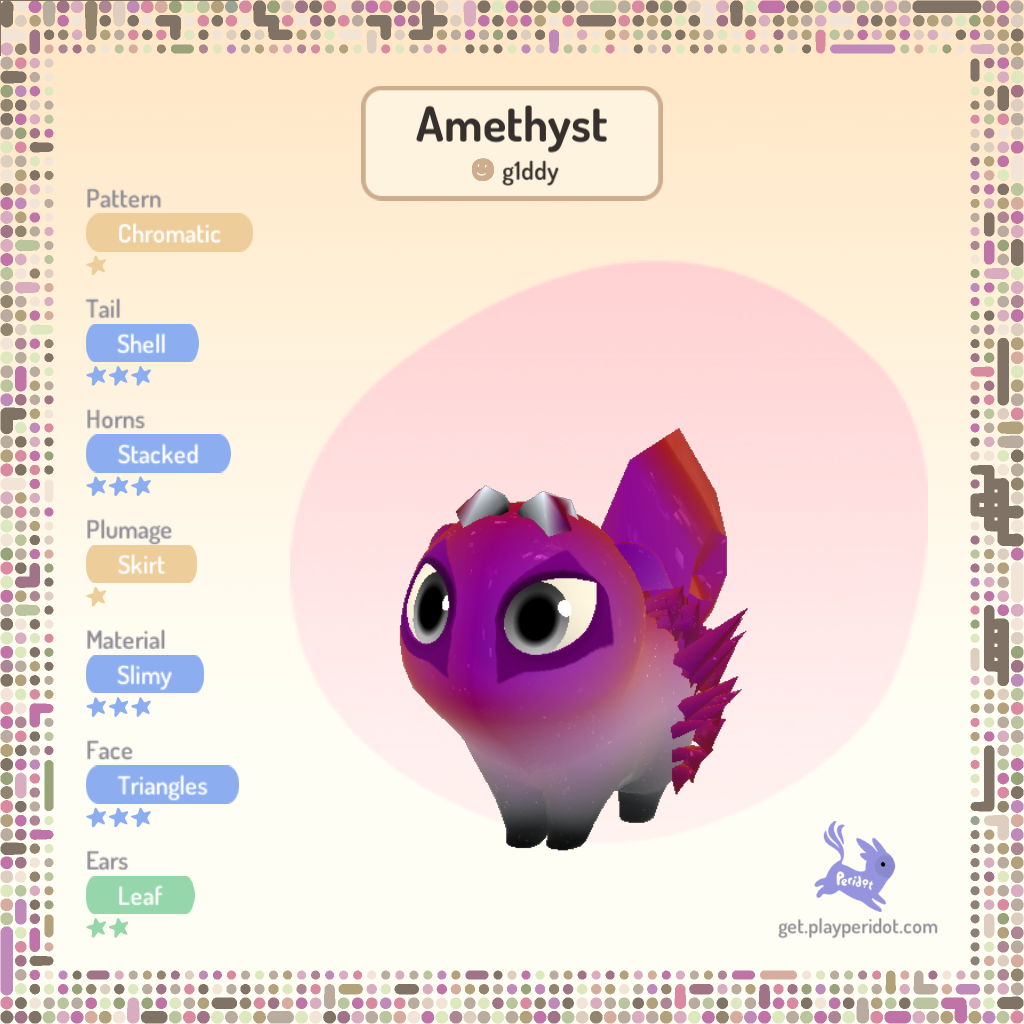 Amethyst
g1ddy
Pattern
Chromatic
Tail
Shell
Horns
Stacked
Plumage
Skirt
Material
Slimy
Face
Triangles
Ears
Leaf
Peridot
get.playperidot.com